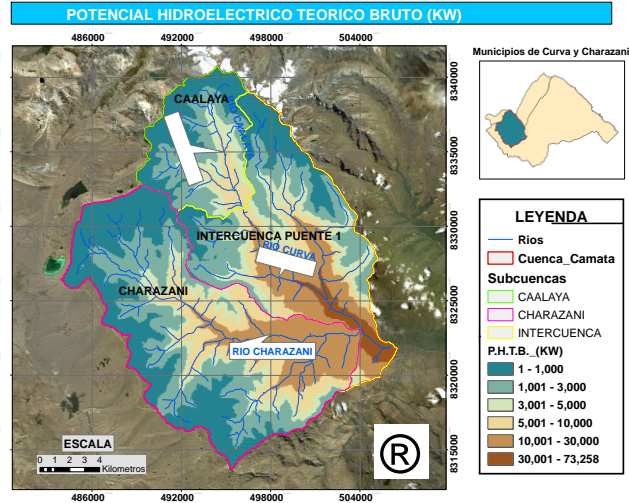 POTENCIAL HIDROELECTRICO TEORICO BRUTO (KW)
486000 492000 498000 504000
Municipios de Curva y Charazani
8340000
8335000
8330000
8325000
8320000
8315000
CAALAYA
INTERCUENCA PUENTE 1
RIO CURVA
CHARAZANI
RIO CHARAZANI
ESCALA
0 1 2 3 4
Kilometros
®
486000 492000 498000 504000
LEYENDA
Rios
Cuenca_Camata
Subcuencas
CAALAYA
CHARAZANI
INTERCUENCA
P.H.T.B._(KW)
1 - 1,000
1,001 - 3,000
3,001 - 5,000
5,001 - 10,000
10,001 - 30,000
30,001 - 73,258